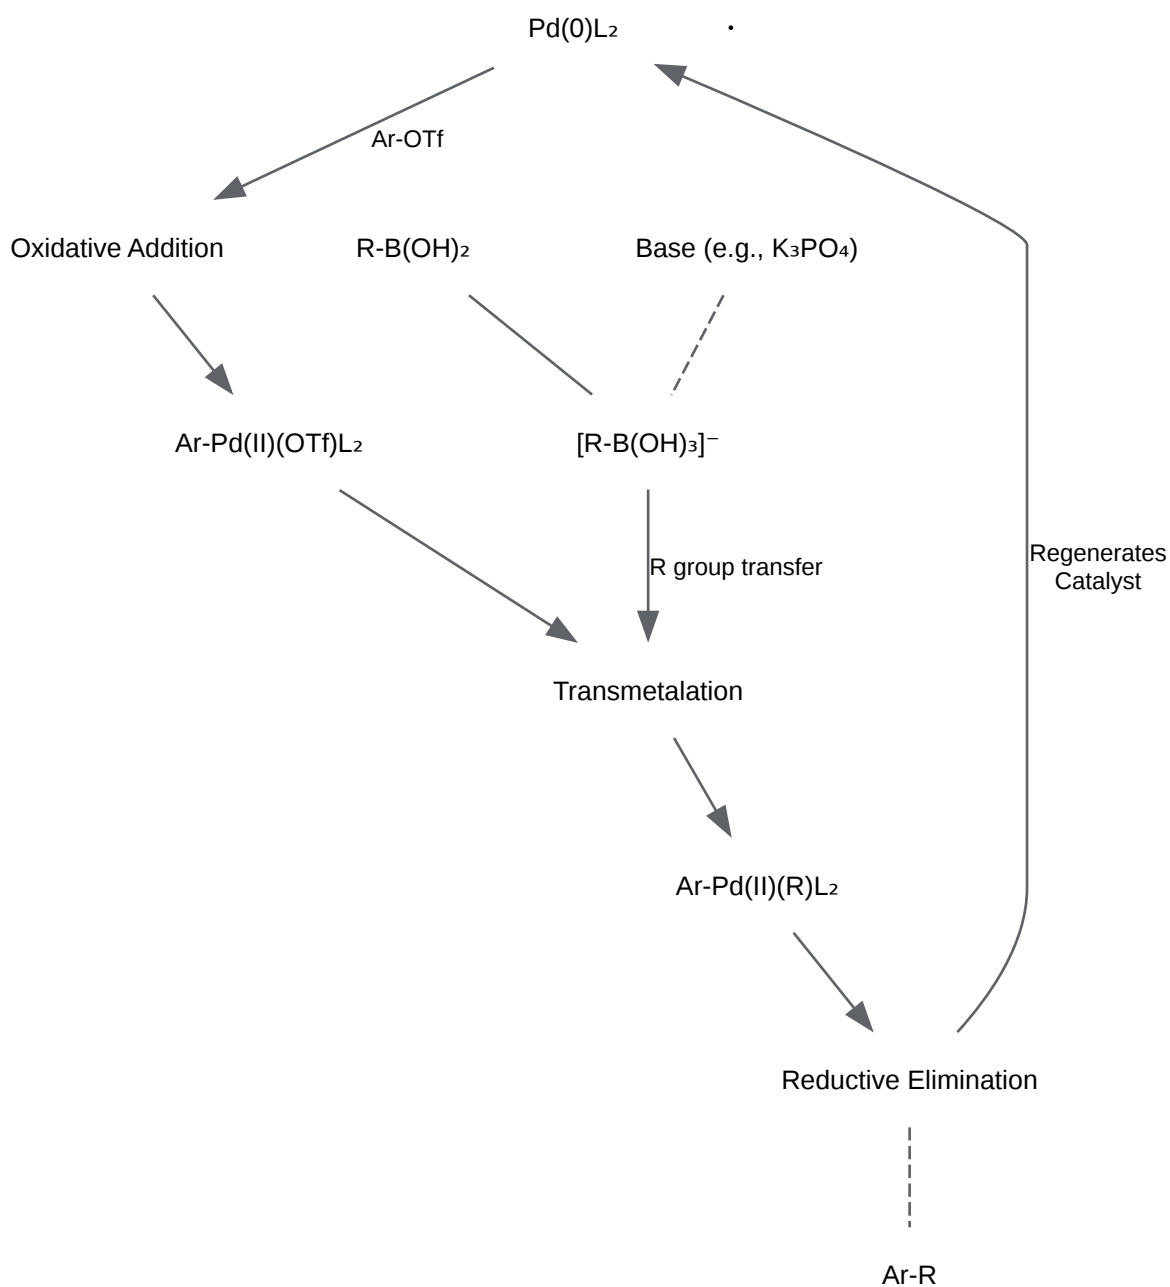 Pd(0)L₂
.
Ar-OTf
Oxidative Addition
R-B(OH)₂
Base (e.g., K₃PO₄)
Ar-Pd(II)(OTf)L₂
[R-B(OH)₃]⁻
R group transfer
Regenerates
Catalyst
Transmetalation
Ar-Pd(II)(R)L₂
Reductive Elimination
Ar-R